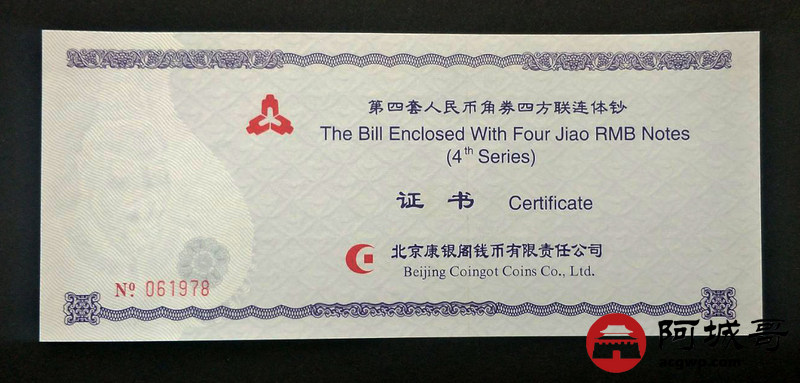 第四套人民币角券四方联连体钞
The Bill Enclosed With Four Jiao RMB Notes
(4th Series)
证书 Certificate
北京康银阁钱币有限责任公司
Beijing Coingot Coins Co., Ltd.
Nº 061978
阿城哥
acgwp.com